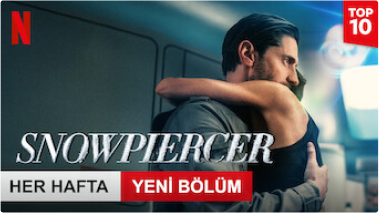 N
TOP
10
SNOWPIERCER
HER HAFTA YENİ BÖLÜM